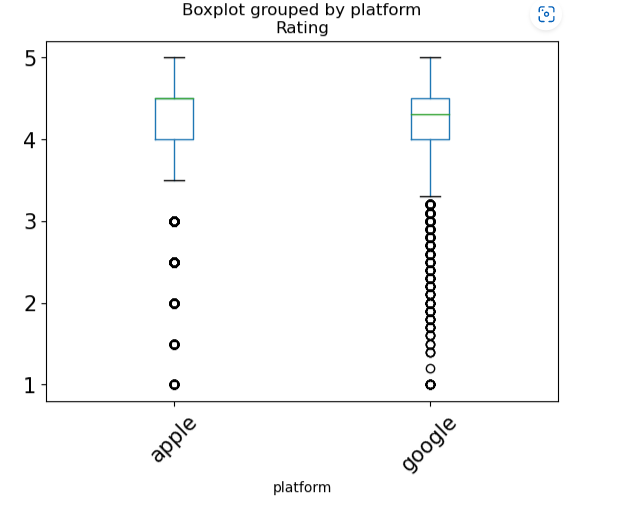 Boxplot grouped by platform
Rating
5
4
3
2
1
apple
google
platform